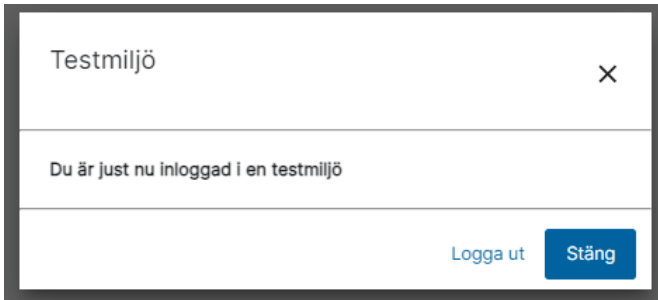 Testmiljö
Du är just nu inloggad i en testmiljö
Logga ut Stäng